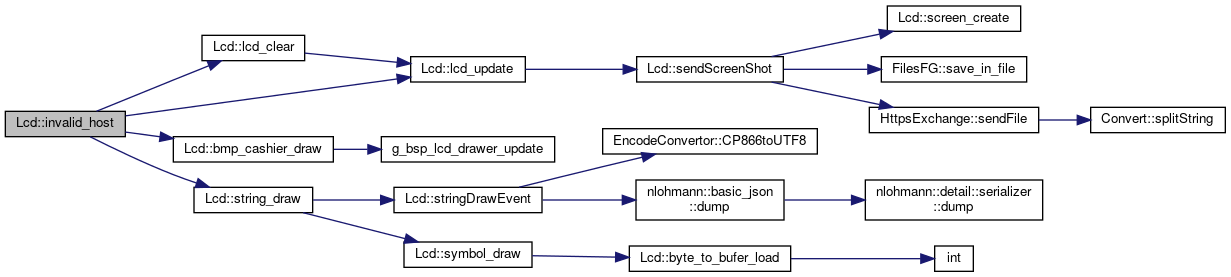 Lcd::screen_create
Lcd::lcd_clear
Lcd::lcd_update
Lcd::sendScreenShot
FilesFG::save_in_file
Lcd::invalid_host
HttpsExchange::sendFile
Convert::splitString
Lcd::bmp_cashier_draw
g_bsp_lcd_drawer_update
EncodeConvertor::CP866toUTF8
Lcd::string_draw
Lcd::stringDrawEvent
nlohmann::basic_json
::dump
nlohmann::detail::serializer
::dump
Lcd::symbol_draw
Lcd::byte_to_bufer_load
int